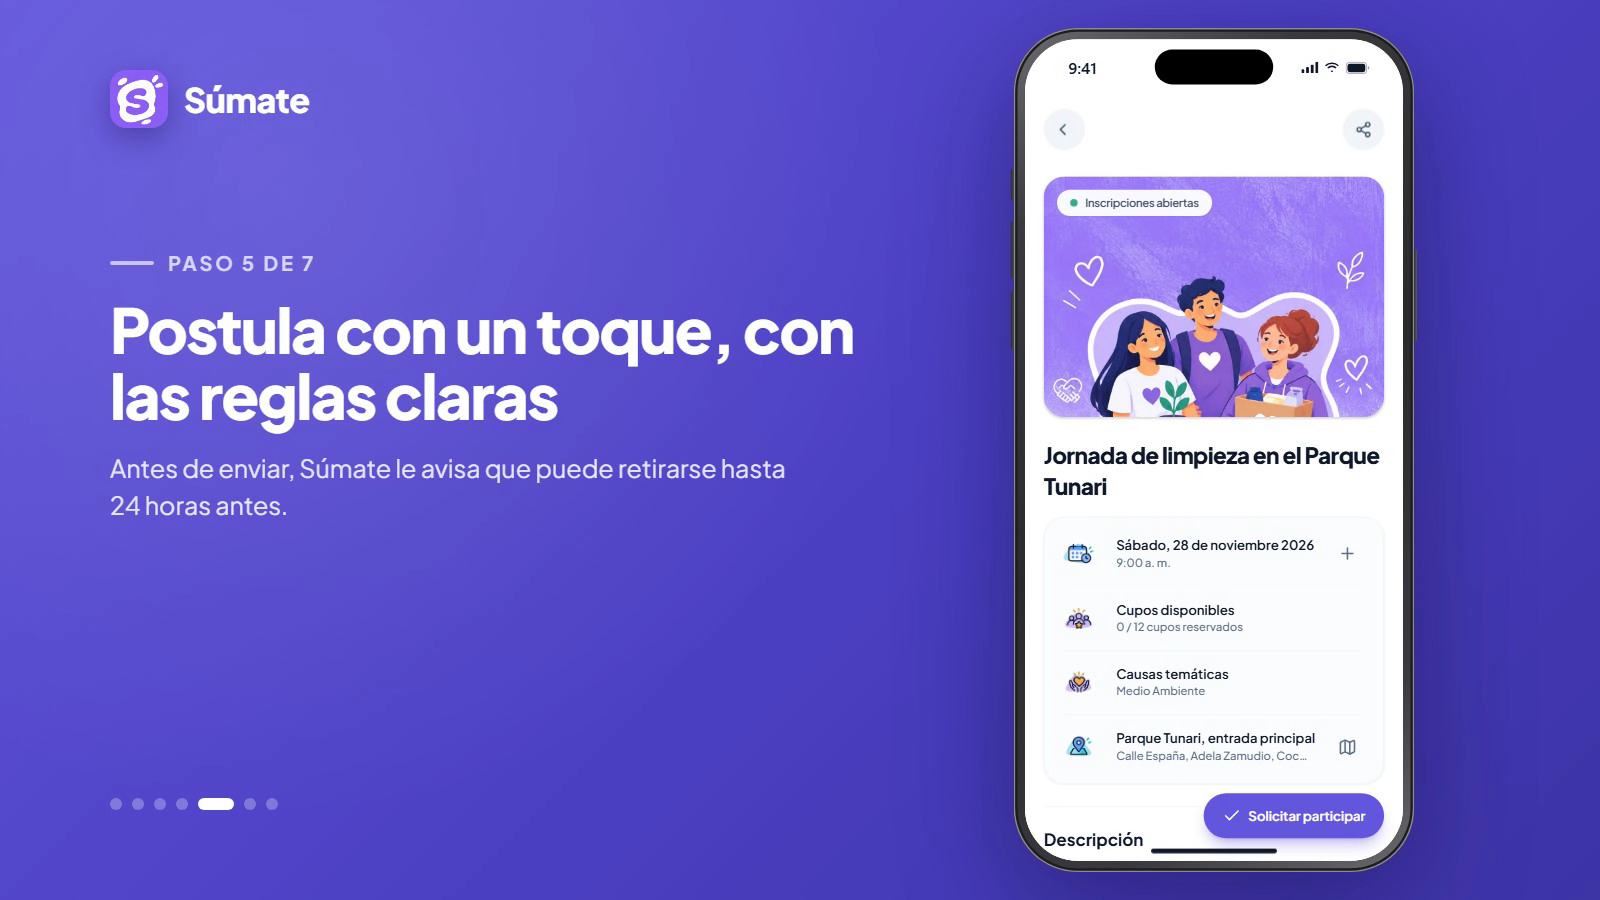 Súmate
PASO 5 DE 7
Postula con un toque, con
las reglas claras
Antes de enviar, Súmate le avisa que puede retirarse hasta
24 horas antes.
9:41
Inscripciones abiertas
Jornada de limpieza en el Parque
Tunari
Sábado, 28 de noviembre 2026
9:00 a. m.
Cupos disponibles
0 / 12 cupos reservados
Causas temáticas
Medio Ambiente
Parque Tunari, entrada principal
Calle España, Adela Zamudio, Coc...
Solicitar participar
Descripción